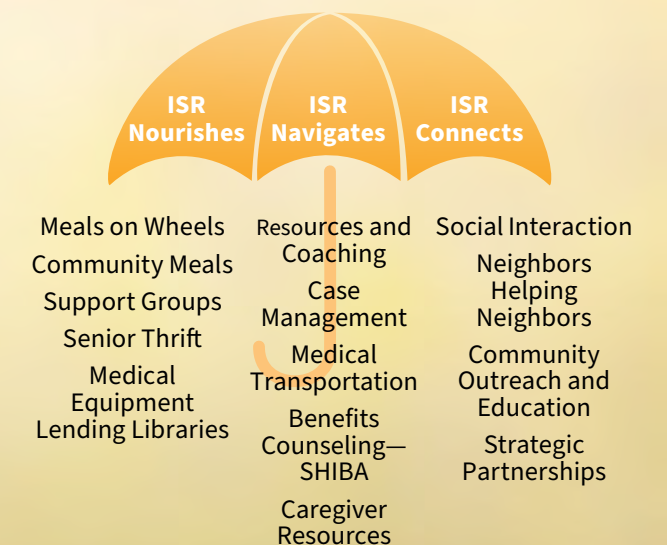 ISR
Nourishes
ISR
Navigates
ISR
Connects
Meals on Wheels
Community Meals
Support Groups
Senior Thrift
Medical
Equipment
Lending Libraries
Resources and
Coaching
Case
Management
Medical
Transportation
Benefits
Counseling—
SHIBA
Caregiver
Resources
Social Interaction
Neighbors
Helping
Neighbors
Community
Outreach and
Education
Strategic
Partnerships